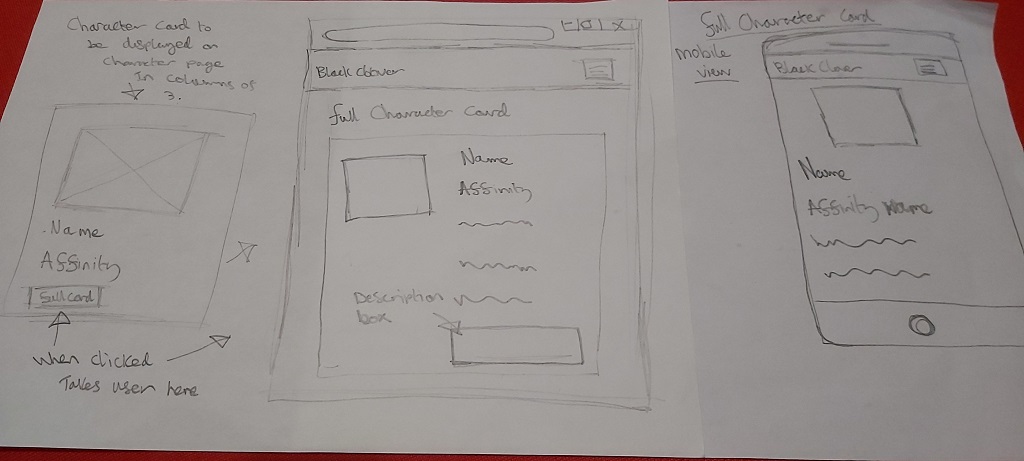 Character Card to
be displayed on
Character page
In columns of
3.
Name
Affinity
full card
When clicked
Takes user here
Black Clover
full Character Card
Name
Affinity
Description
box
full Character Card
mobile
view
Black Clover
Name
Affinity Name